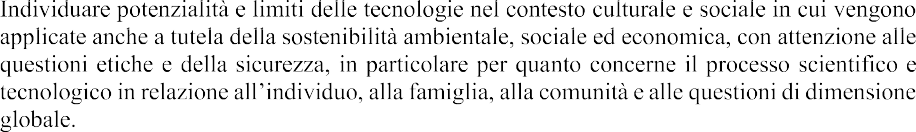 Individuare potenzialità e limiti delle tecnologie nel contesto culturale e sociale in cui vengono
applicate anche a tutela della sostenibilità ambientale, sociale ed economica, con attenzione alle
questioni etiche e della sicurezza, in particolare per quanto concerne il processo scientifico e
tecnologico in relazione all'individuo, alla famiglia, alla comunità e alle questioni di dimensione
globale.